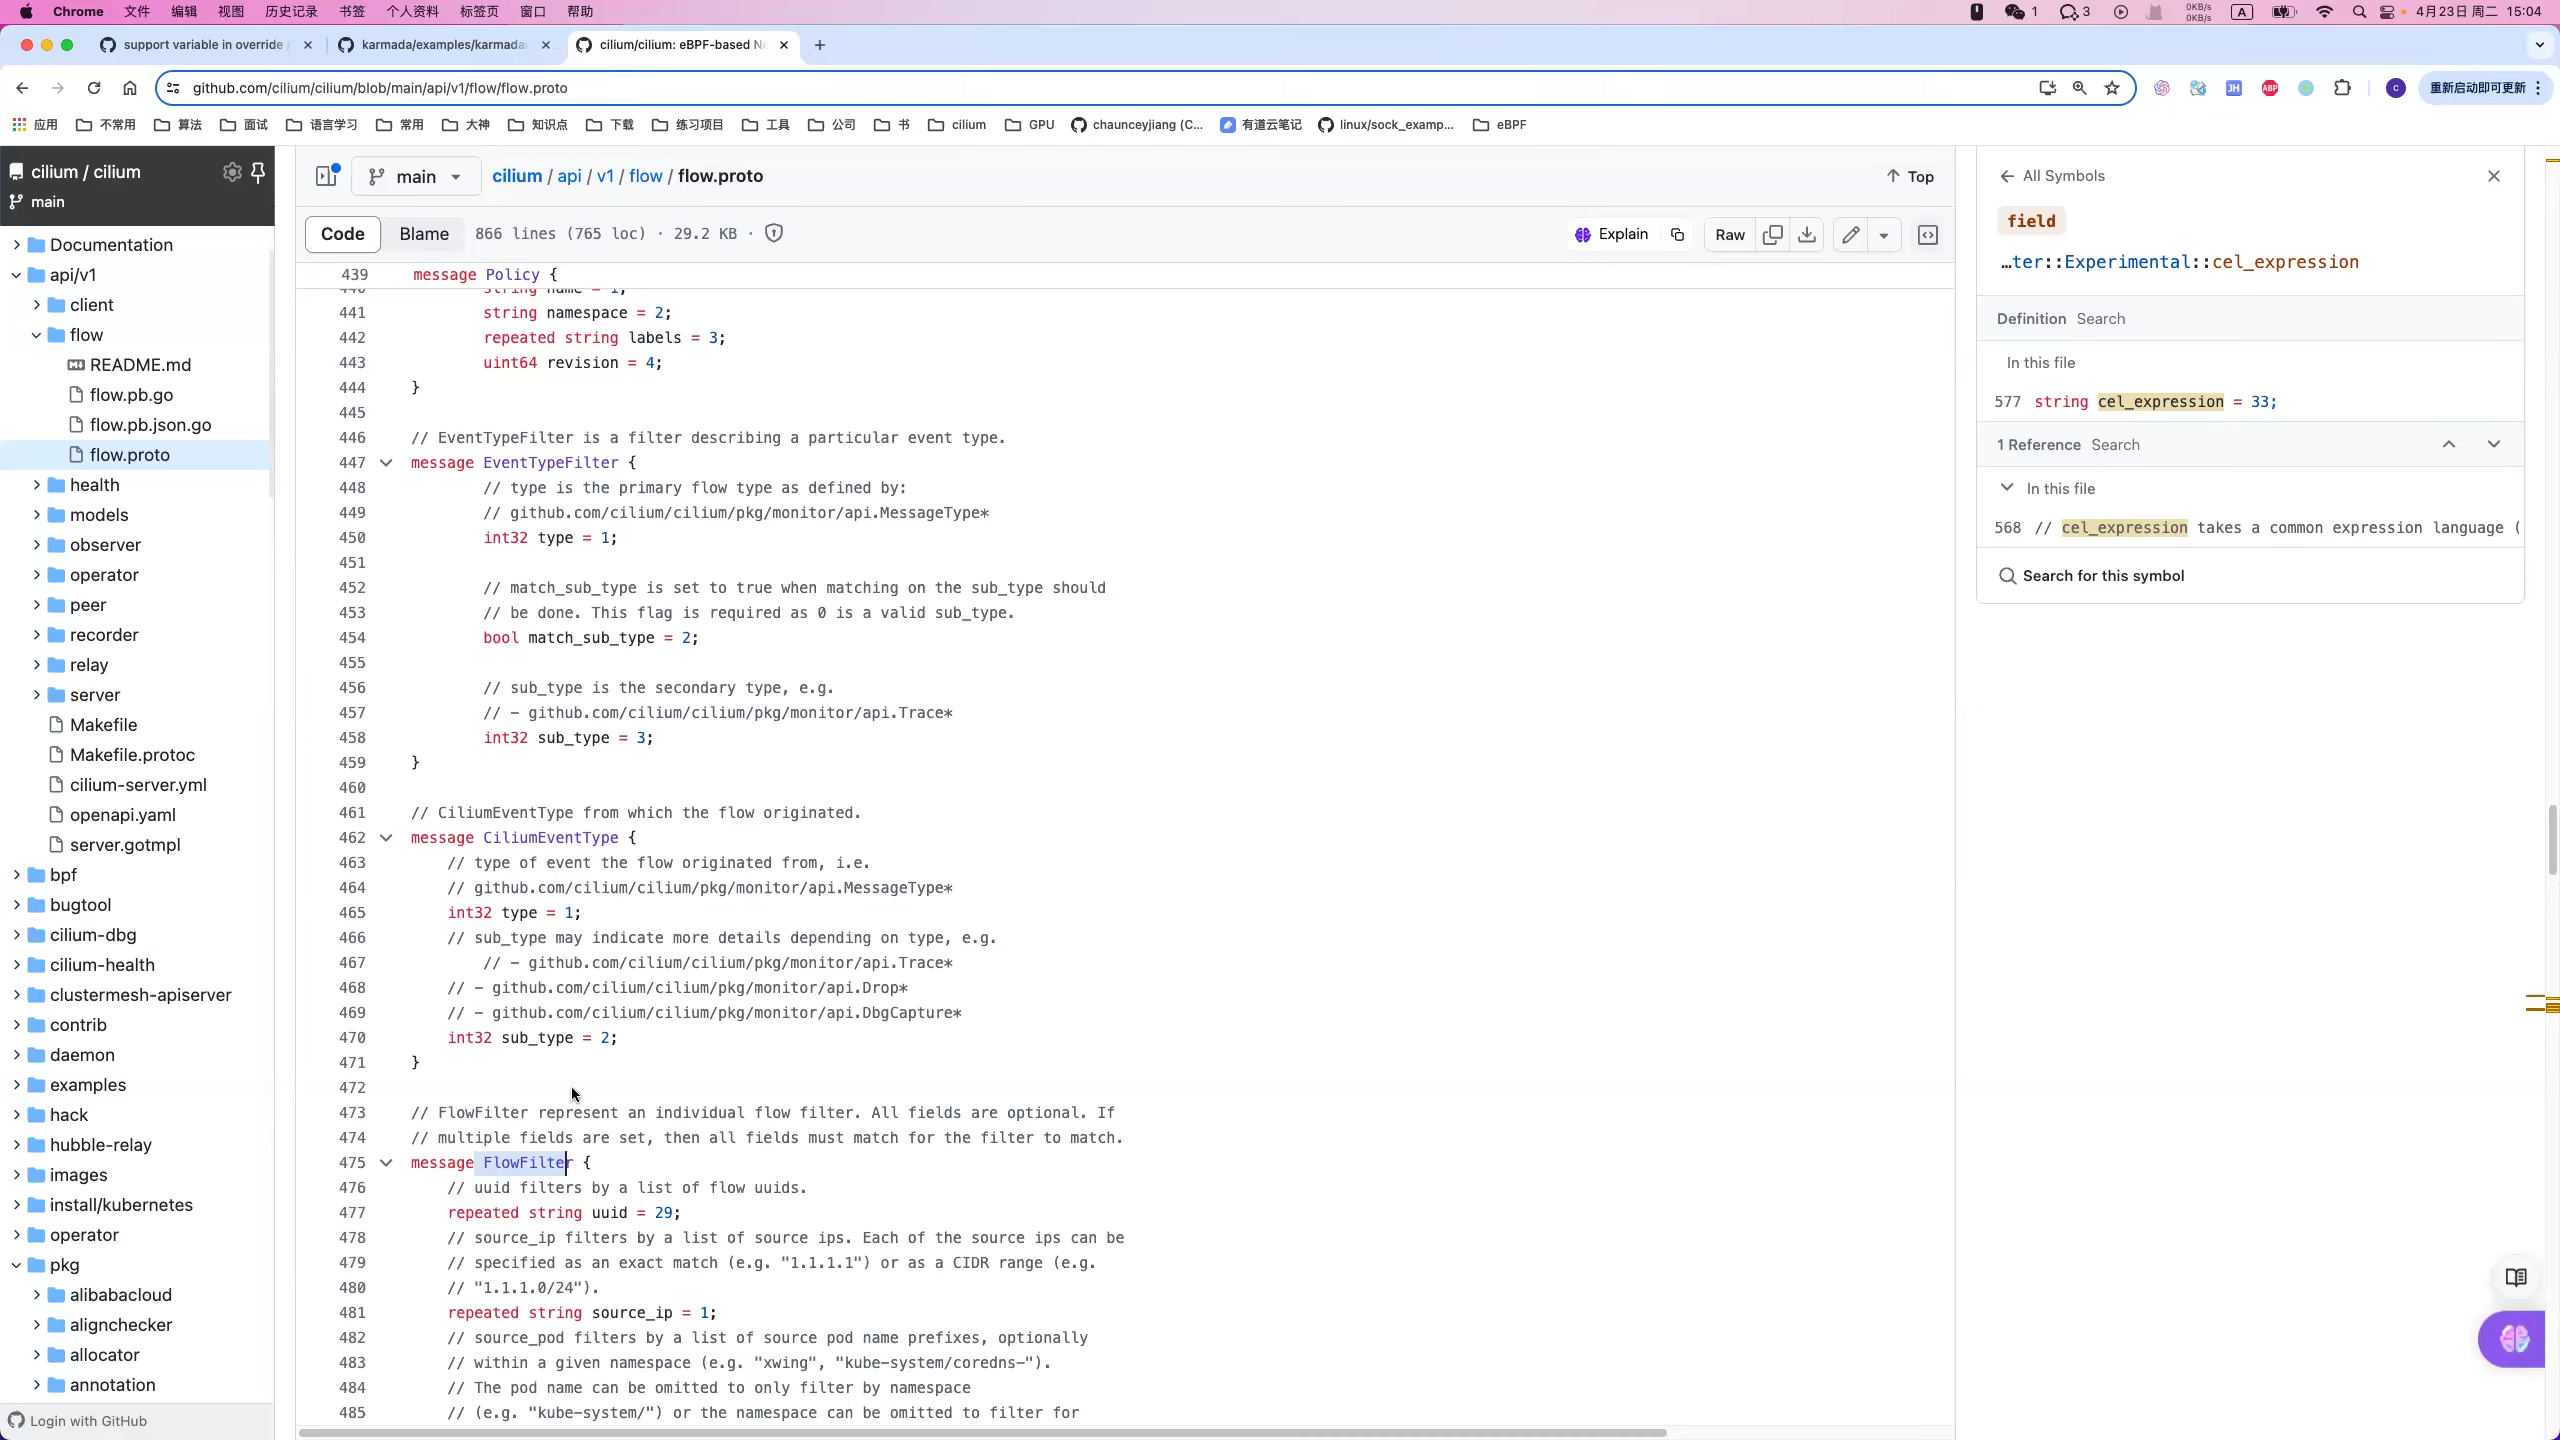 Chrome 文件 编辑 视图 历史记录 书签 个人资料 标签页 窗口 帮助 1 3 0KB/s 0KB/s A 4月23日 周二 15:04
support variable in override karmada/examples/karmada cilium/cilium: eBPF-based Ne
github.com/cilium/cilium/blob/main/api/v1/flow/flow.proto JH ABP C 重新启动即可更新
应用 不常用 算法 面试 语言学习 常用 大神 知识点 下载 练习项目 工具 公司 书 cilium GPU chaunceyjiang (C... 有道云笔记 linux/sock_examp... eBPF
cilium / cilium
main
Documentation
api/v1
client
flow
README.md
flow.pb.go
flow.pb.json.go
flow.proto
health
models
observer
operator
peer
recorder
relay
server
Makefile
Makefile.protoc
cilium-server.yml
openapi.yaml
server.gotmpl
bpf
bugtool
cilium-dbg
cilium-health
clustermesh-apiserver
contrib
daemon
examples
hack
hubble-relay
images
install/kubernetes
operator
pkg
alibabacloud
alignchecker
allocator
annotation
Login with GitHub
main cilium / api / v1 / flow / flow.proto Top
Code Blame 866 lines (765 loc) · 29.2 KB · Explain Raw
439 message Policy {
440 string name = 1;
441 string namespace = 2;
442 repeated string labels = 3;
443 uint64 revision = 4;
444 }
445
446 // EventTypeFilter is a filter describing a particular event type.
447 message EventTypeFilter {
448 // type is the primary flow type as defined by:
449 // github.com/cilium/cilium/pkg/monitor/api.MessageType*
450 int32 type = 1;
451
452 // match_sub_type is set to true when matching on the sub_type should
453 // be done. This flag is required as 0 is a valid sub_type.
454 bool match_sub_type = 2;
455
456 // sub_type is the secondary type, e.g.
457 // - github.com/cilium/cilium/pkg/monitor/api.Trace*
458 int32 sub_type = 3;
459 }
460
461 // CiliumEventType from which the flow originated.
462 message CiliumEventType {
463 // type of event the flow originated from, i.e.
464 // github.com/cilium/cilium/pkg/monitor/api.MessageType*
465 int32 type = 1;
466 // sub_type may indicate more details depending on type, e.g.
467 // - github.com/cilium/cilium/pkg/monitor/api.Trace*
468 // - github.com/cilium/cilium/pkg/monitor/api.Drop*
469 // - github.com/cilium/cilium/pkg/monitor/api.DbgCapture*
470 int32 sub_type = 2;
471 }
472
473 // FlowFilter represent an individual flow filter. All fields are optional. If
474 // multiple fields are set, then all fields must match for the filter to match.
475 message FlowFilter {
476 // uuid filters by a list of flow uuids.
477 repeated string uuid = 29;
478 // source_ip filters by a list of source ips. Each of the source ips can be
479 // specified as an exact match (e.g. "1.1.1.1") or as a CIDR range (e.g.
480 // "1.1.1.0/24").
481 repeated string source_ip = 1;
482 // source_pod filters by a list of source pod name prefixes, optionally
483 // within a given namespace (e.g. "xwing", "kube-system/coredns-").
484 // The pod name can be omitted to only filter by namespace
485 // (e.g. "kube-system/") or the namespace can be omitted to filter for
All Symbols
field
…ter::Experimental::cel_expression
Definition Search
In this file
577 string cel_expression = 33;
1 Reference Search
In this file
568 // cel_expression takes a common expression language (
Search for this symbol